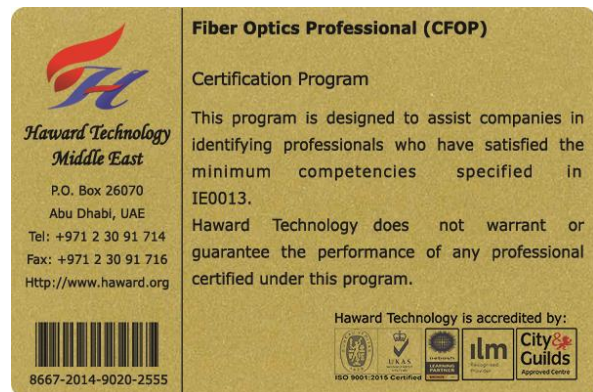 Haward Technology
Middle East
P.O. Box 26070
Abu Dhabi, UAE
Tel: +971 2 30 91 714
Fax: +971 2 30 91 716
Http://www.haward.org
8667-2014-9020-2555
Fiber Optics Professional (CFOP)
Certification Program
This program is designed to assist companies in
identifying professionals who have satisfied the
minimum competencies specified in
IE0013.
Haward Technology does not warrant or
guarantee the performance of any professional
certified under this program.
Haward Technology is accredited by:
UKAS
ISO 9001:2015 Certified
LEARNING
PARTNER
ilm
Recognised
Provider
City&
Guilds
Approved Centre